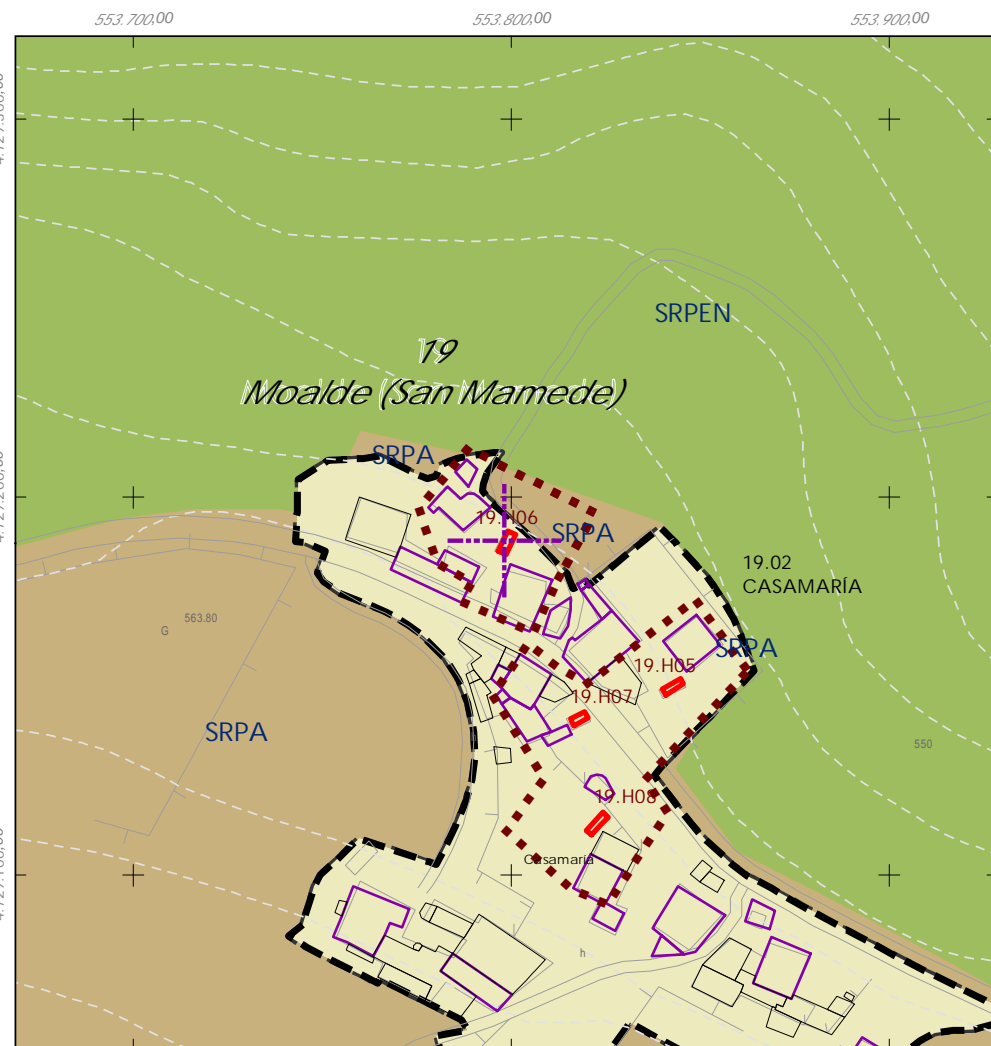 553.700,00
553.800,00
553.900,00
SRPEN
19
Moalde (San Mamede)
SRPA
19.H06
SRPA
19.02
CASAMARÍA
563.80
G
SRPA
19.H05
19.H07
SRPA
550
19.H08
Casamaría
h